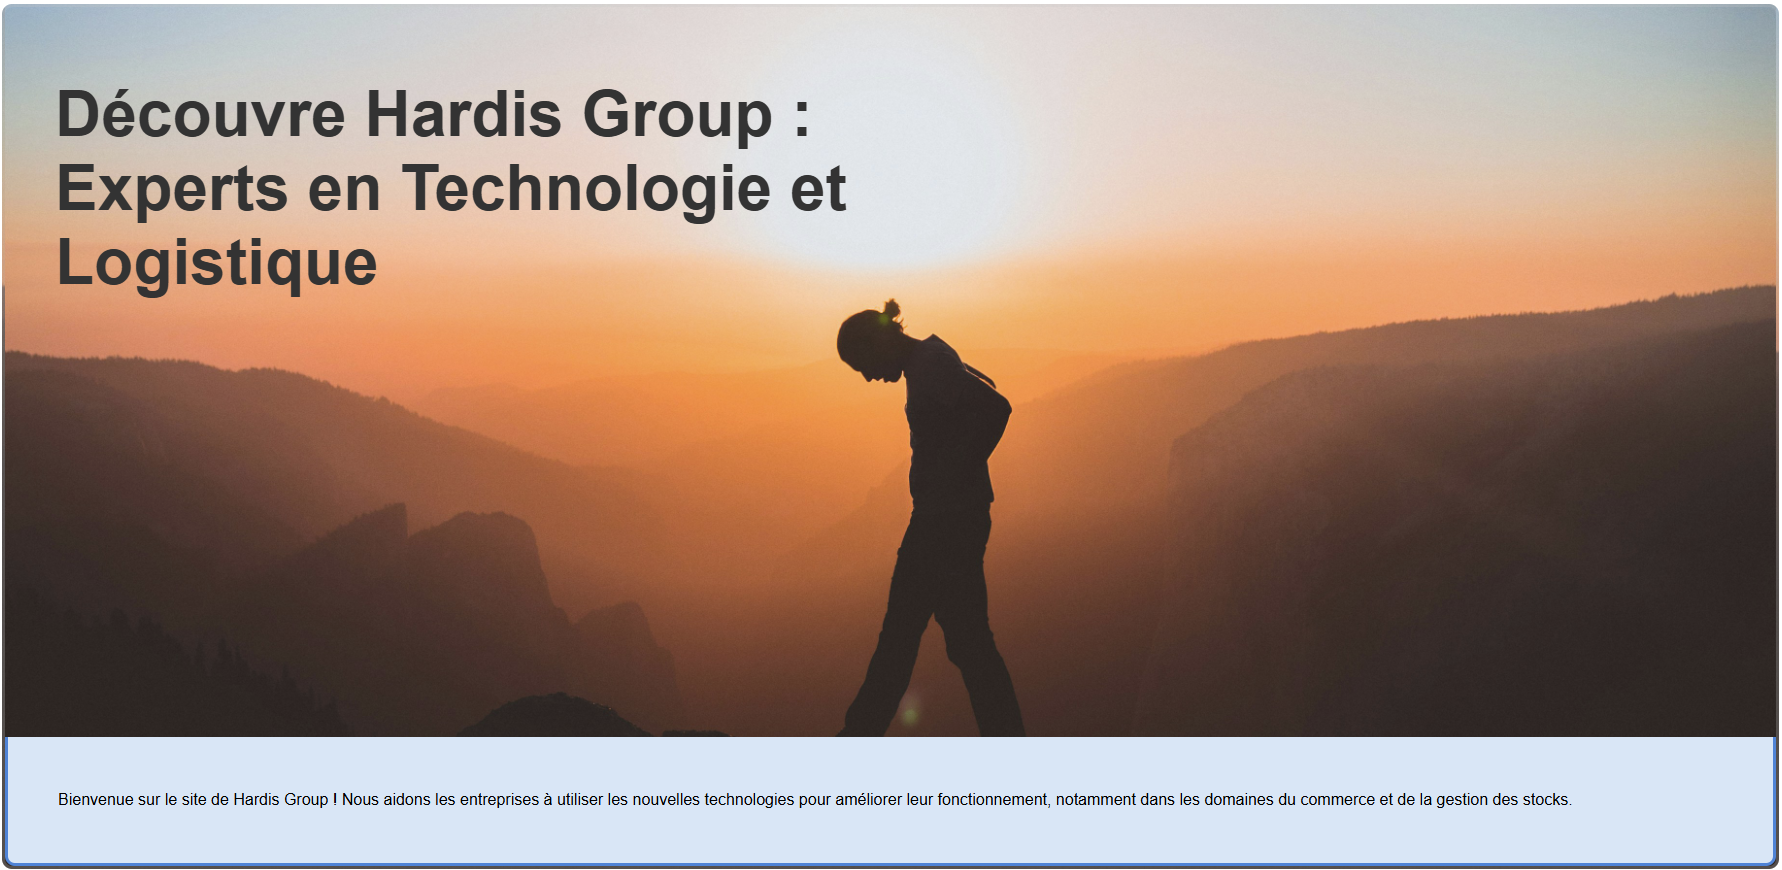 Découvre Hardis Group :
Experts en Technologie et
Logistique
Bienvenue sur le site de Hardis Group ! Nous aidons les entreprises à utiliser les nouvelles technologies pour améliorer leur fonctionnement, notamment dans les domaines du commerce et de la gestion des stocks.